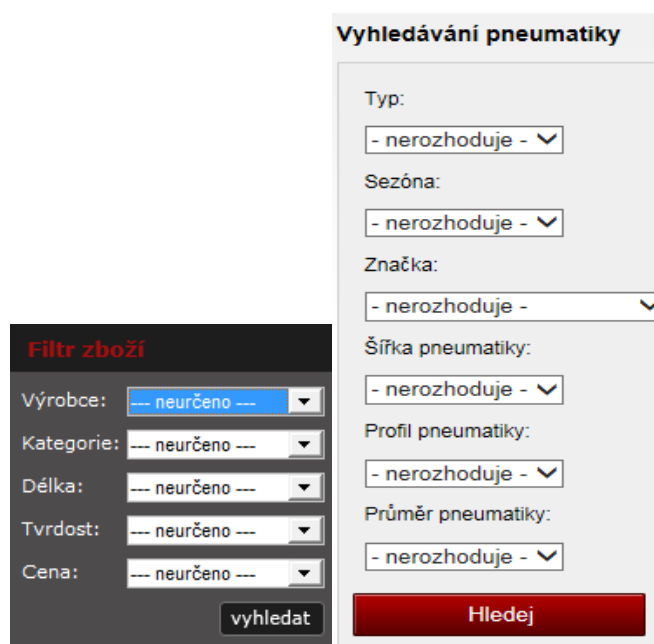 Vyhledávání pneumatiky
Typ:
- nerozhoduje -
Sezóna:
- nerozhoduje -
Značka:
- nerozhoduje -
Šířka pneumatiky:
- nerozhoduje -
Profil pneumatiky:
- nerozhoduje -
Průměr pneumatiky:
- nerozhoduje -
Hledej
Filtr zboží
Výrobce: --- neurčeno ---
Kategorie: --- neurčeno ---
Délka: --- neurčeno ---
Tvrdost: --- neurčeno ---
Cena: --- neurčeno ---
vyhledat